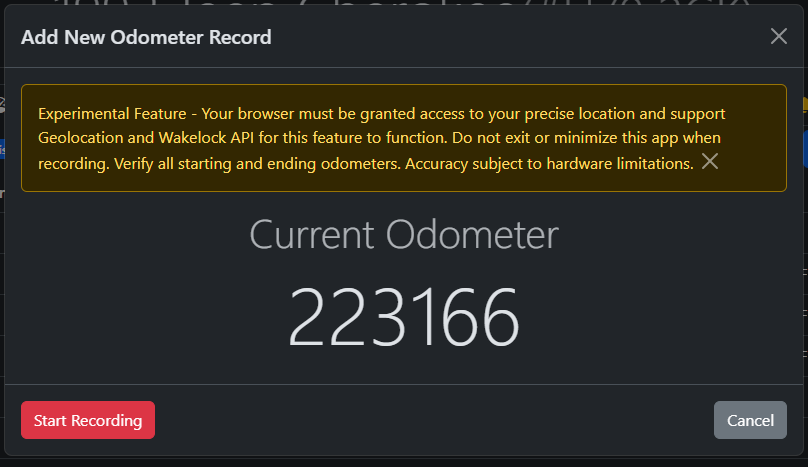 Add New Odometer Record
Experimental Feature - Your browser must be granted access to your precise location and support
Geolocation and Wakelock API for this feature to function. Do not exit or minimize this app when
recording. Verify all starting and ending odometers. Accuracy subject to hardware limitations.
Current Odometer
223166
Start Recording
Cancel